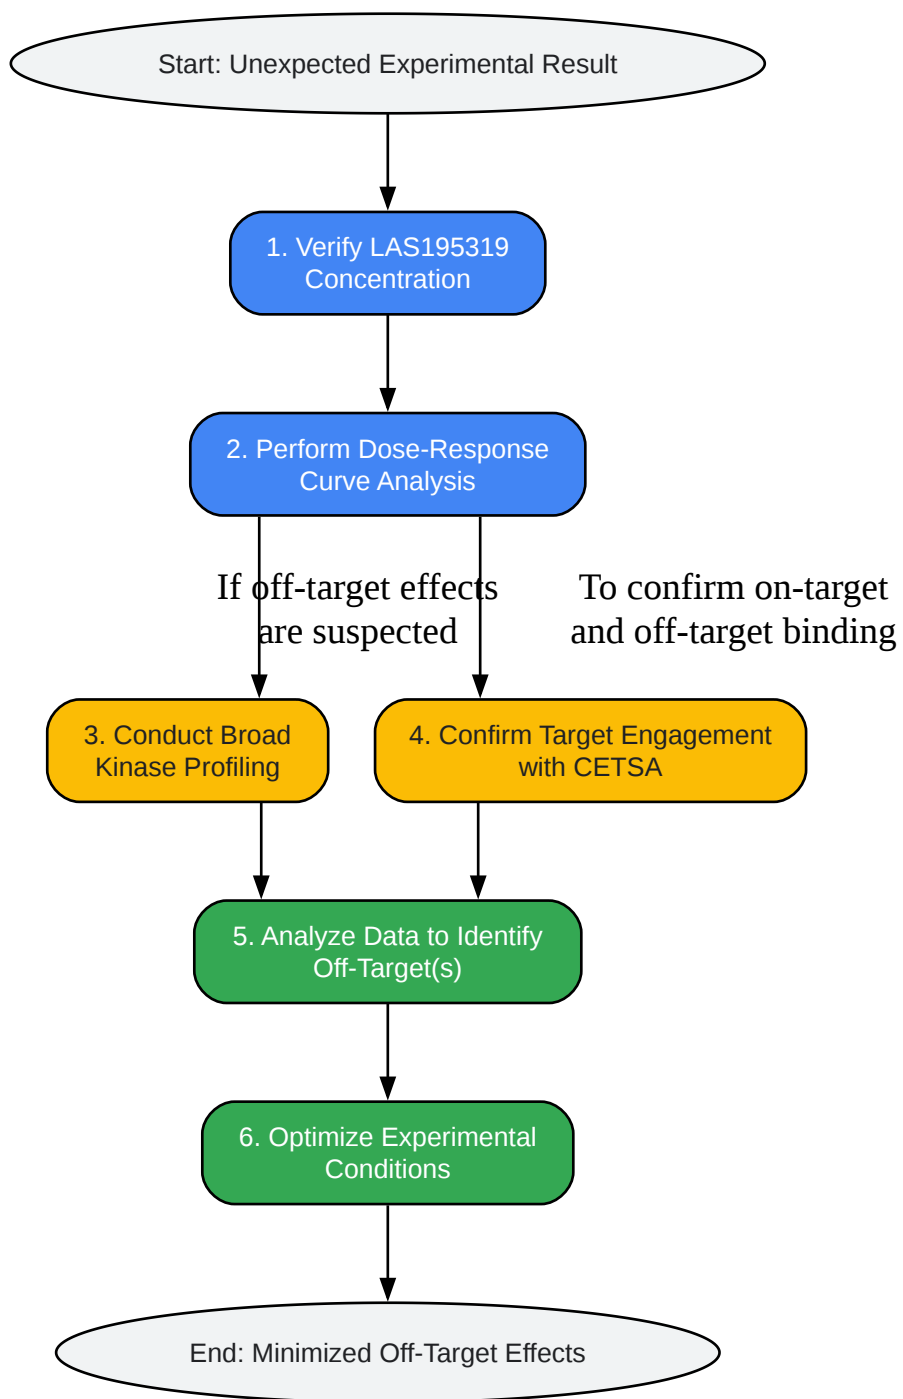 Start: Unexpected Experimental Result
1. Verify LAS195319
Concentration
2. Perform Dose-Response
Curve Analysis
If off-target effects
are suspected
To confirm on-target
and off-target binding
3. Conduct Broad
Kinase Profiling
4. Confirm Target Engagement
with CETSA
5. Analyze Data to Identify
Off-Target(s)
6. Optimize Experimental
Conditions
End: Minimized Off-Target Effects